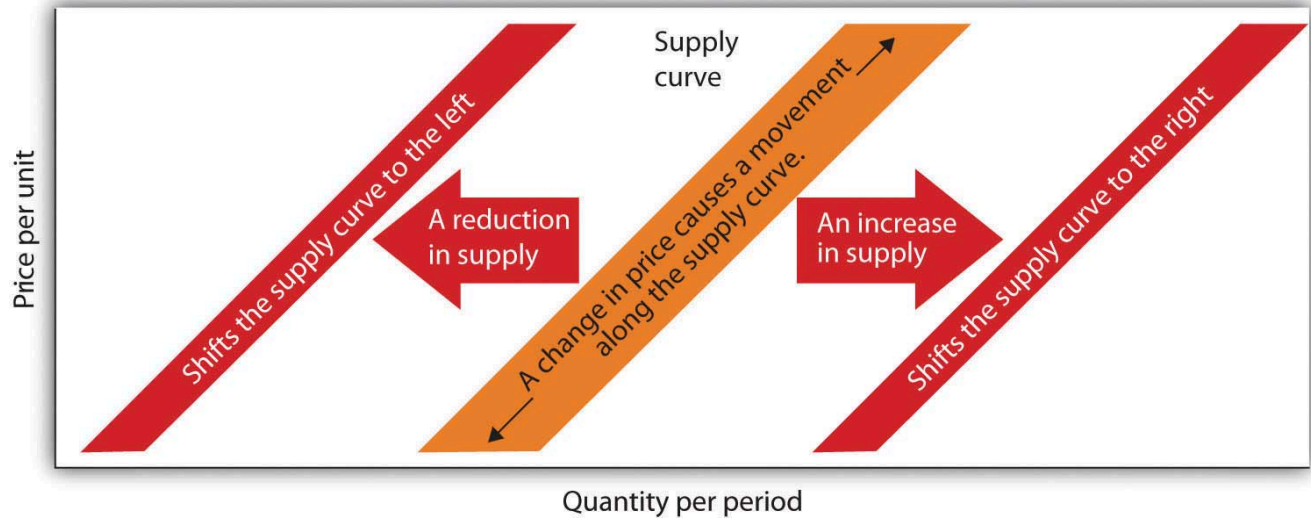 Price per unit
Shifts the supply curve to the left
A reduction
in supply
Supply
curve
A change in price causes a movement
along the supply curve.
An increase
in supply
Shifts the supply curve to the right
Quantity per period